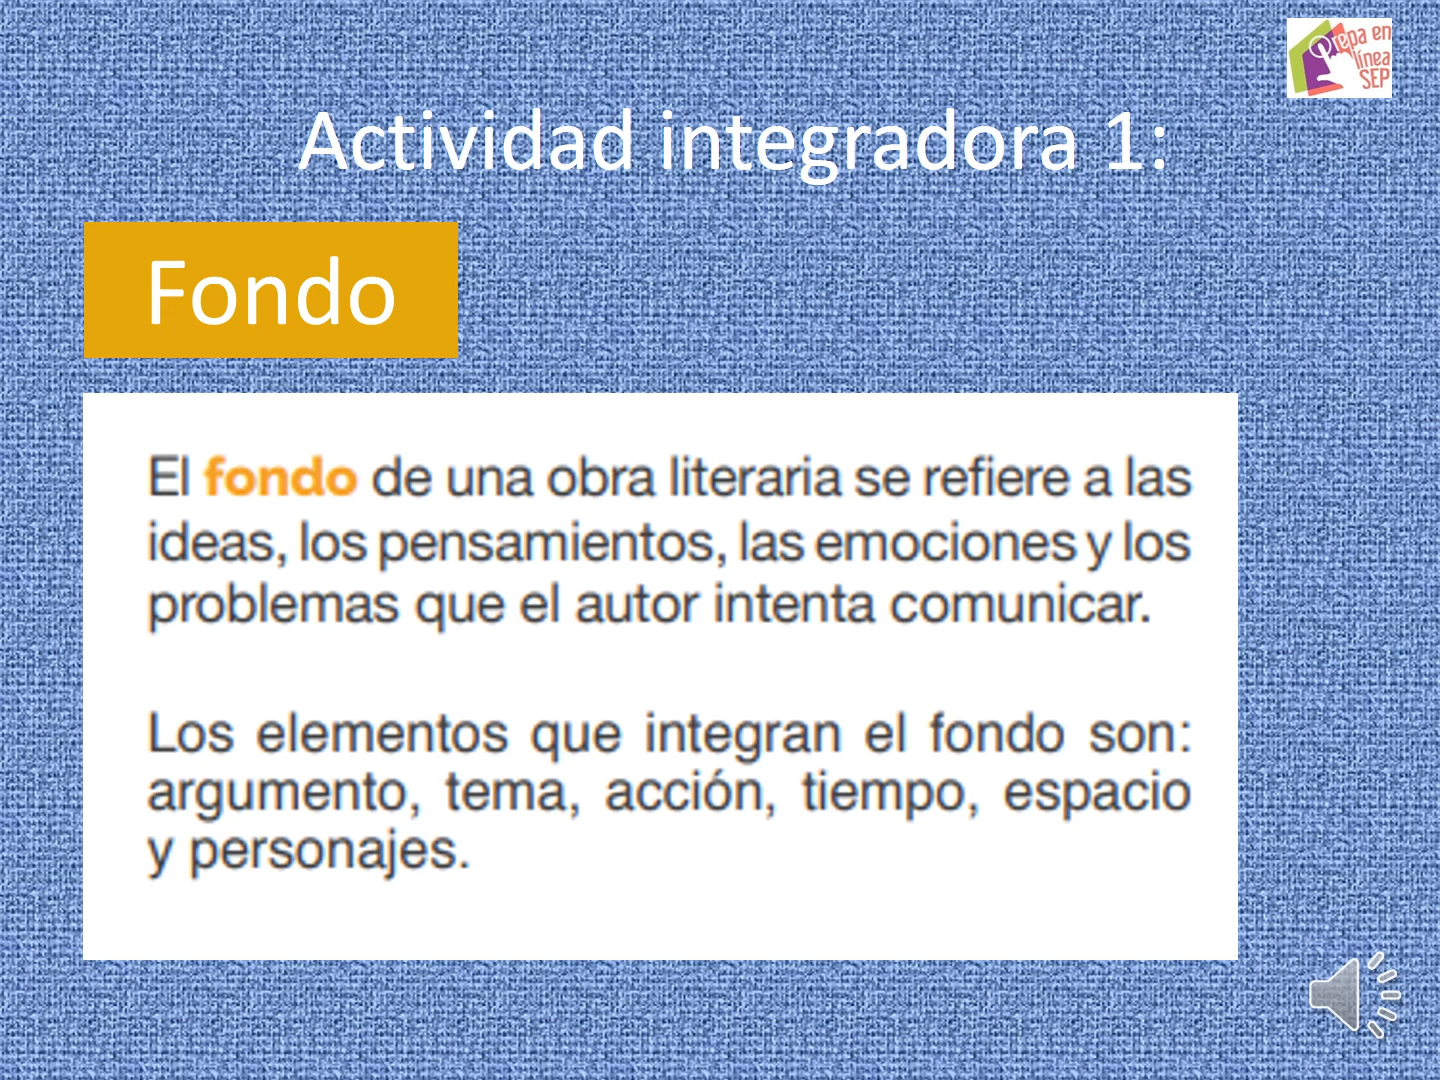 Prepa en
línea
SEP
Actividad integradora 1:
Fondo
El fondo de una obra literaria se refiere a las
ideas, los pensamientos, las emociones y los
problemas que el autor intenta comunicar.
Los elementos que integran el fondo son:
argumento, tema, acción, tiempo, espacio
y personajes.